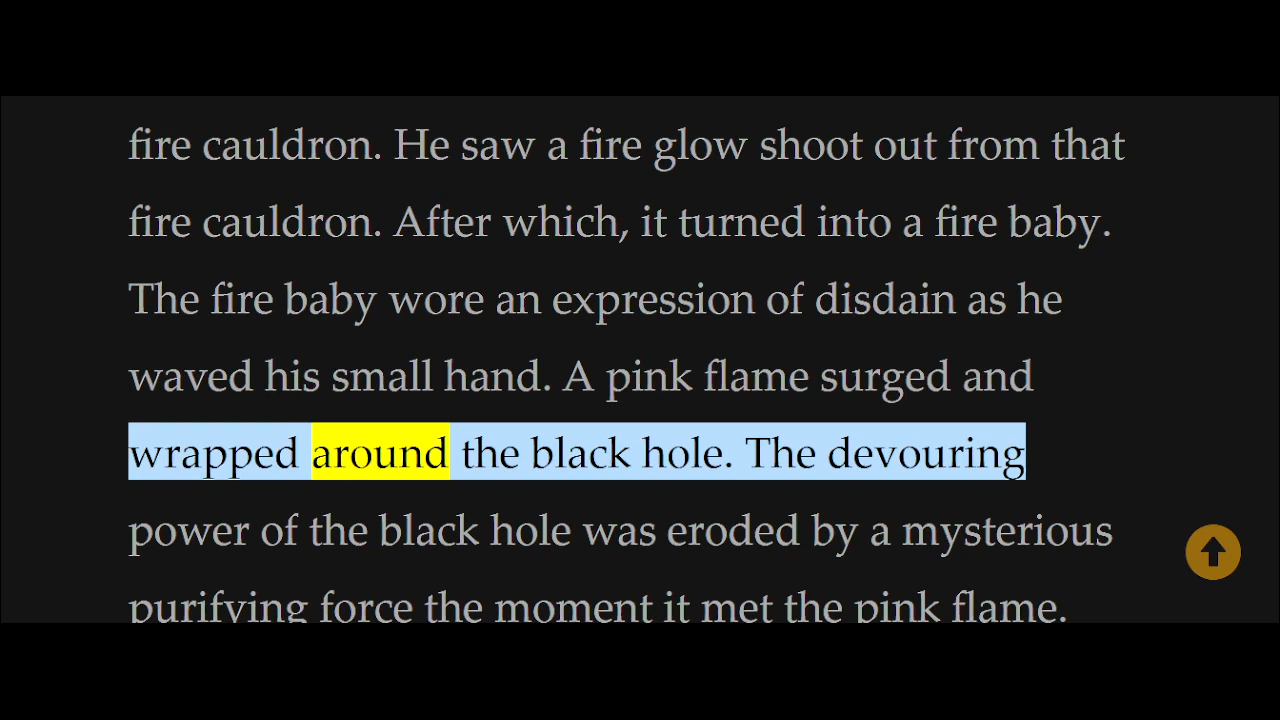 fire cauldron. He saw a fire glow shoot out from that
fire cauldron. After which, it turned into a fire baby.
The fire baby wore an expression of disdain as he
waved his small hand. A pink flame surged and
wrapped around the black hole. The devouring
power of the black hole was eroded by a mysterious
purifying force the moment it met the pink flame.